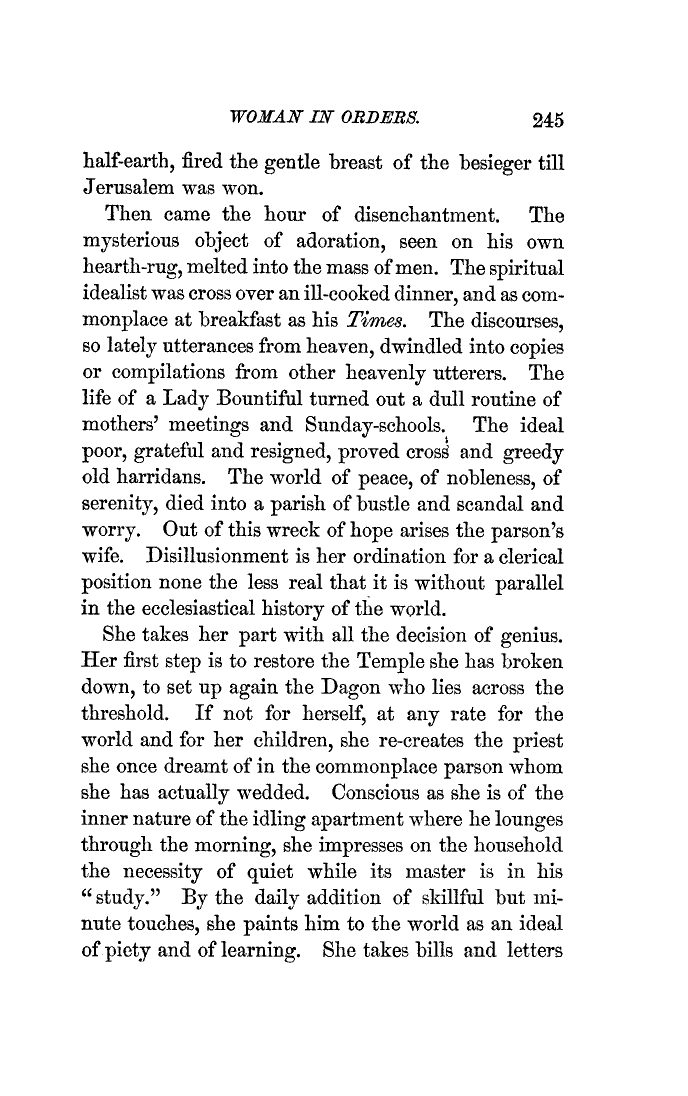 WOMAN IN ORDERS. 245
half-earth, fired the gentle breast of the besieger till
Jerusalem was won.
Then came the hour of disenchantment. The
mysterious object of adoration, seen on his own
hearth-rug, melted into the mass of men. The spiritual
idealist was cross over an ill-cooked dinner, and as com-
monplace at breakfast as his Times. The discourses,
so lately utterances from heaven, dwindled into copies
or compilations from other heavenly utterers. The
life of a Lady Bountiful turned out a dull routine of
mothers’ meetings and Sunday-schools. The ideal
poor, grateful and resigned, proved cross and greedy
old harridans. The world of peace, of nobleness, of
serenity, died into a parish of bustle and scandal and
worry. Out of this wreck of hope arises the parson’s
wife. Disillusionment is her ordination for a clerical
position none the less real that it is without parallel
in the ecclesiastical history of the world.
She takes her part with all the decision of genius.
Her first step is to restore the Temple she has broken
down, to set up again the Dagon who lies across the
threshold. If not for herself, at any rate for the
world and for her children, she re-creates the priest
she once dreamt of in the commonplace parson whom
she has actually wedded. Conscious as she is of the
inner nature of the idling apartment where he lounges
through the morning, she impresses on the household
the necessity of quiet while its master is in his
“study.” By the daily addition of skillful but mi-
nute touches, she paints him to the world as an ideal
of piety and of learning. She takes bills and letters